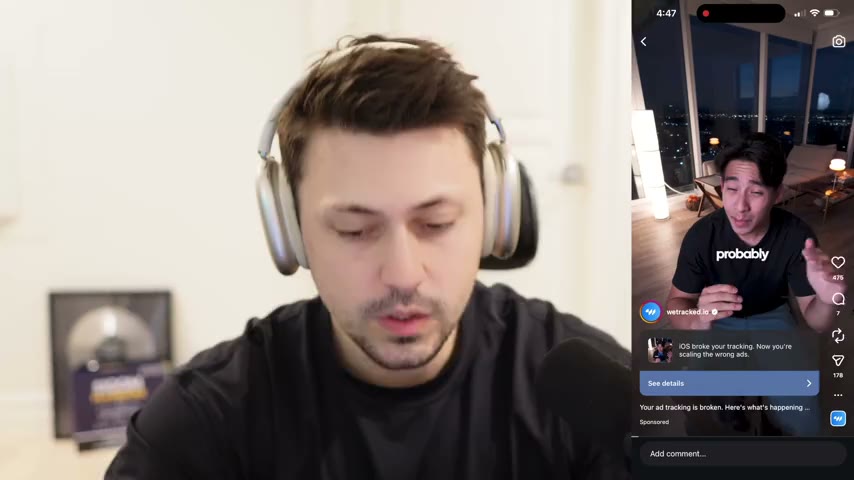 4:47
probably
475
7
wetracked.io
iOS broke your tracking. Now you're
scaling the wrong ads.
178
See details
Your ad tracking is broken. Here's what's happening ...
Sponsored
Add comment...